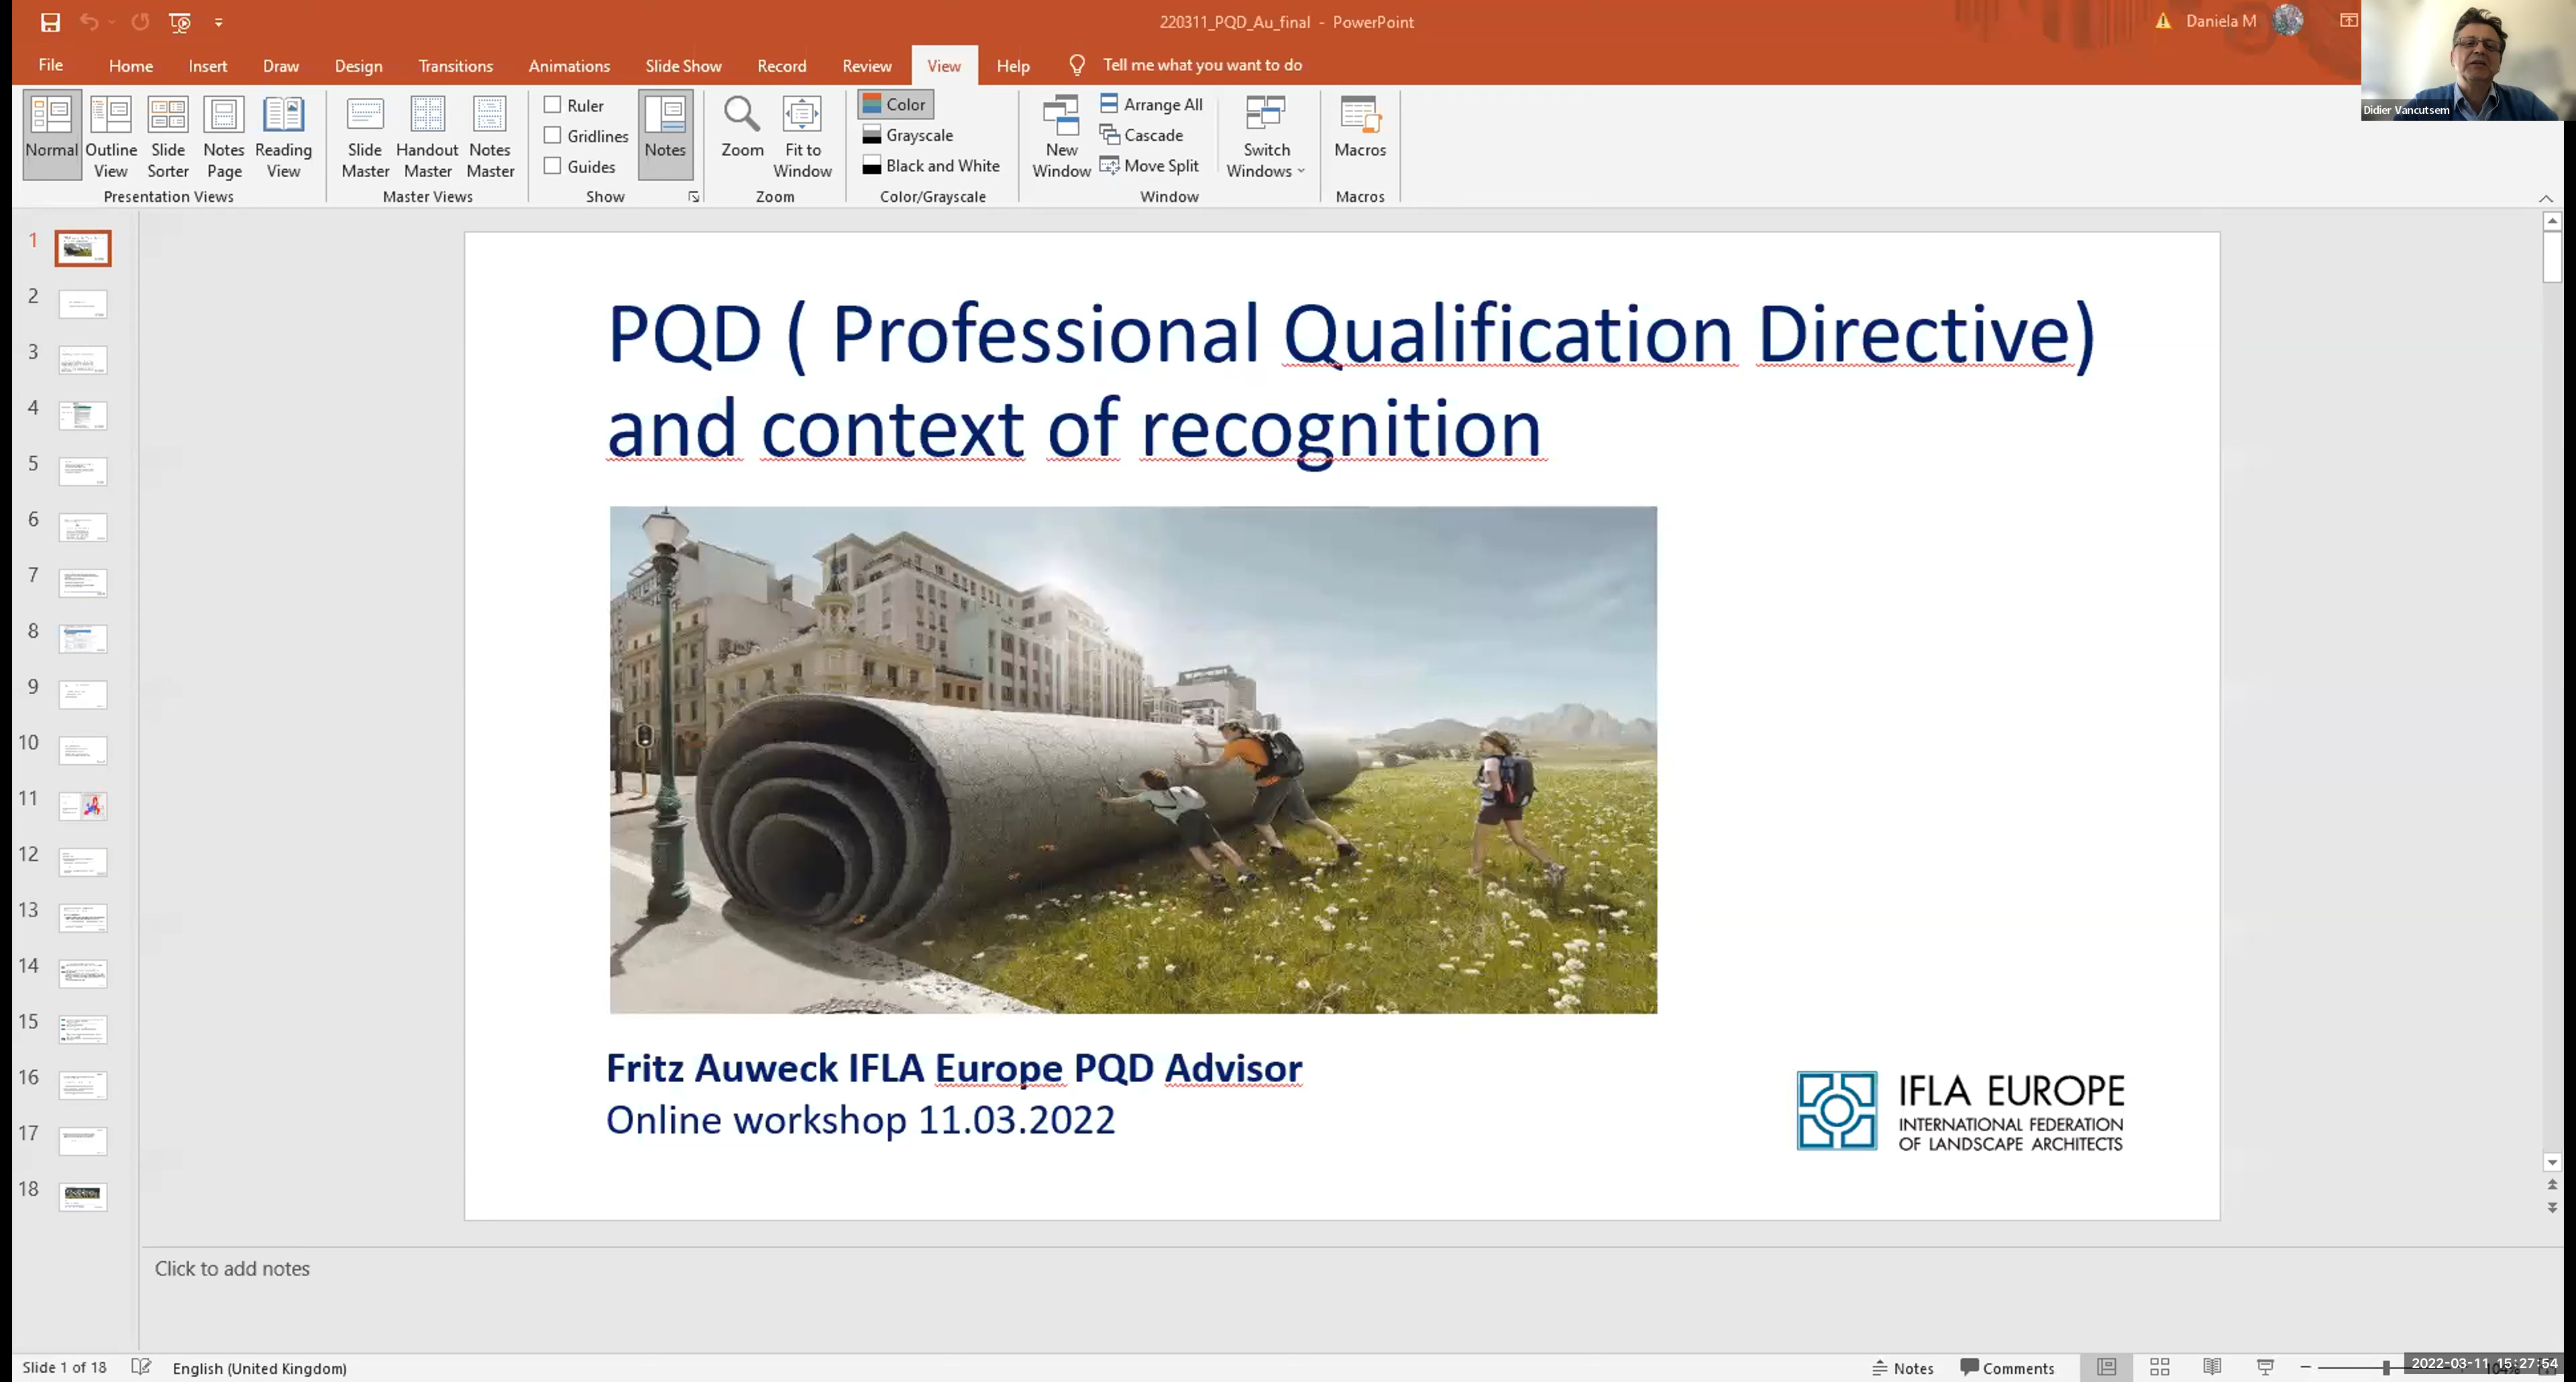 220311_PQD_Au_final - PowerPoint
Daniela M
File Home Insert Draw Design Transitions Animations Slide Show Record Review View Help Tell me what you want to do
Didier Vancutsem
Normal
Outline View
Slide Sorter
Notes Page
Reading View
Presentation Views
Slide Master
Handout Master
Notes Master
Master Views
Ruler
Gridlines
Guides
Notes
Show
Zoom
Fit to Window
Zoom
Color
Grayscale
Black and White
Color/Grayscale
New Window
Arrange All
Cascade
Move Split
Switch Windows
Window
Macros
Macros
1
2
3
4
5
6
7
8
9
10
11
12
13
14
15
16
17
18
PQD ( Professional Qualification Directive)
and context of recognition
Fritz Auweck IFLA Europe PQD Advisor
Online workshop 11.03.2022
IFLA EUROPE
INTERNATIONAL FEDERATION
OF LANDSCAPE ARCHITECTS
Click to add notes
Slide 1 of 18 English (United Kingdom) Notes Comments
2022-03-11 15:27:54